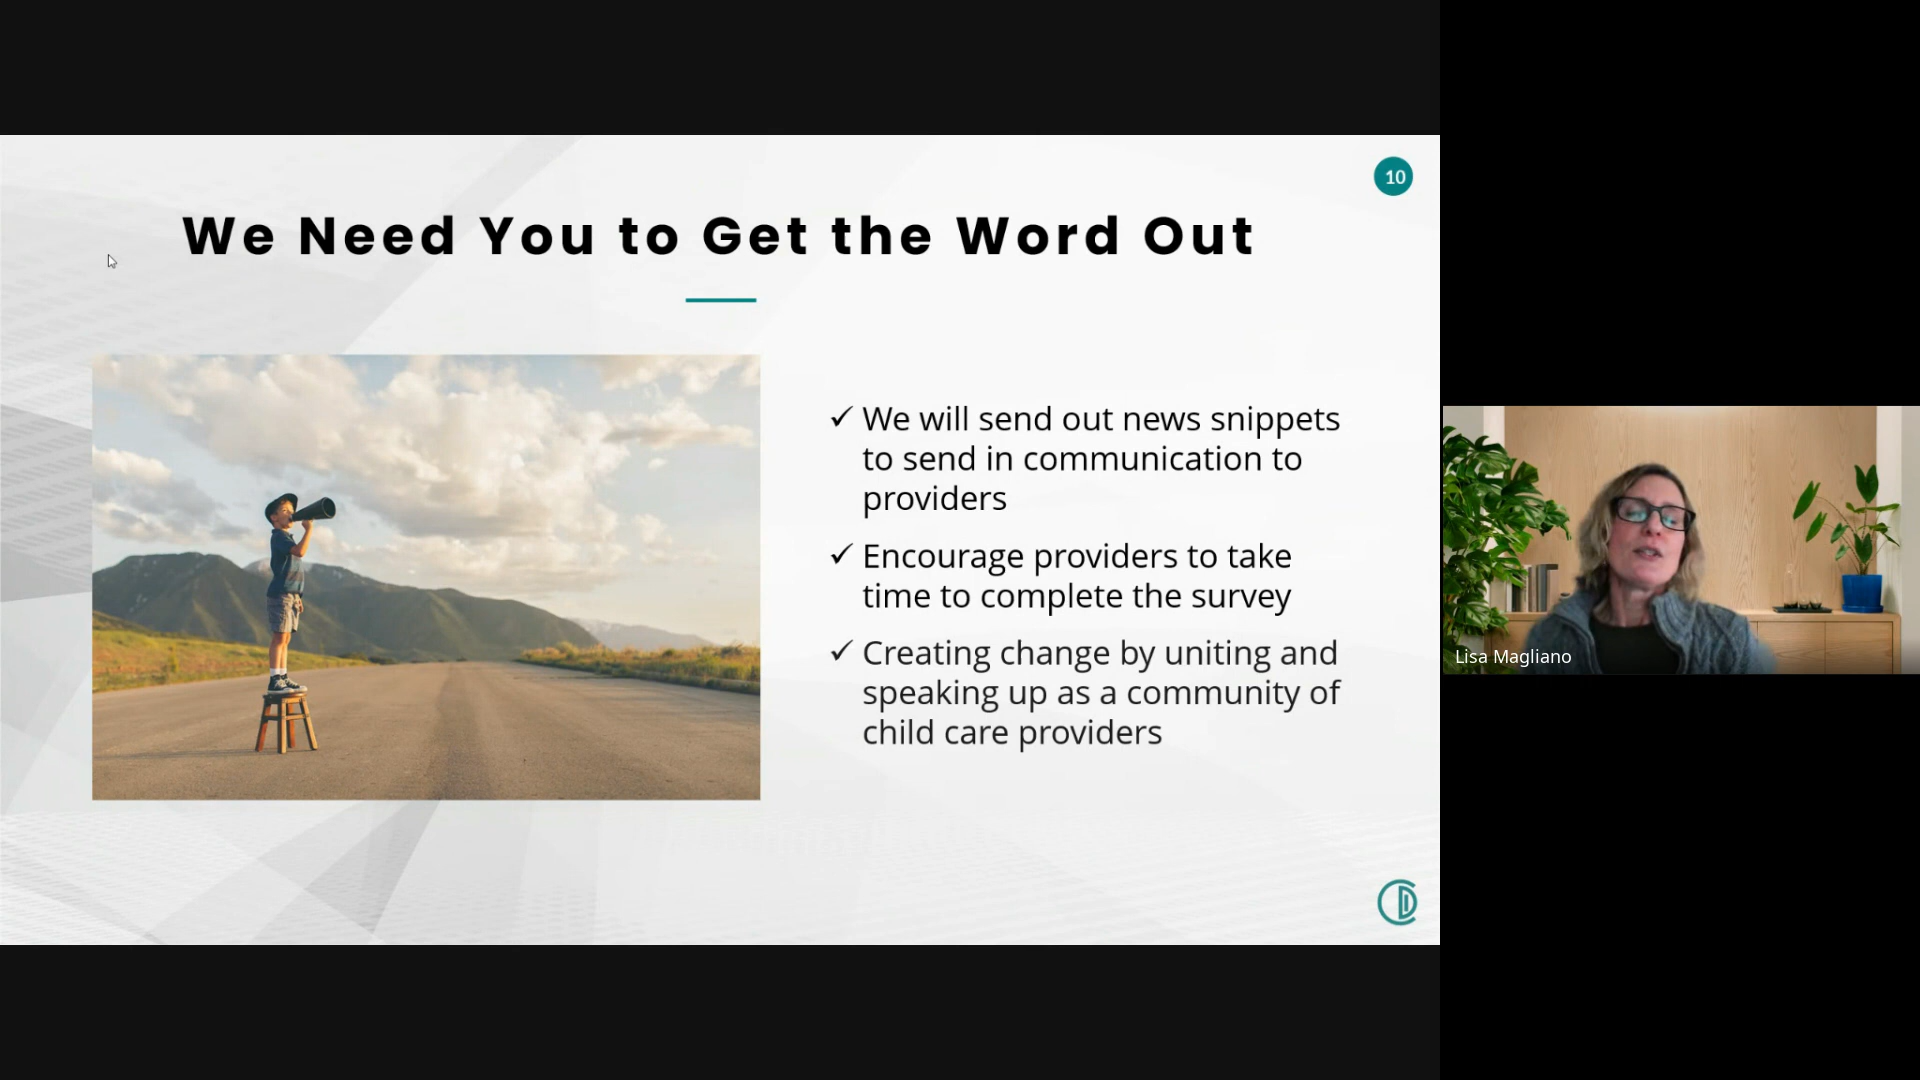 10
We Need You to Get the Word Out
✓ We will send out news snippets
to send in communication to
providers
✓ Encourage providers to take
time to complete the survey
✓ Creating change by uniting and
speaking up as a community of
child care providers
Lisa Magliano